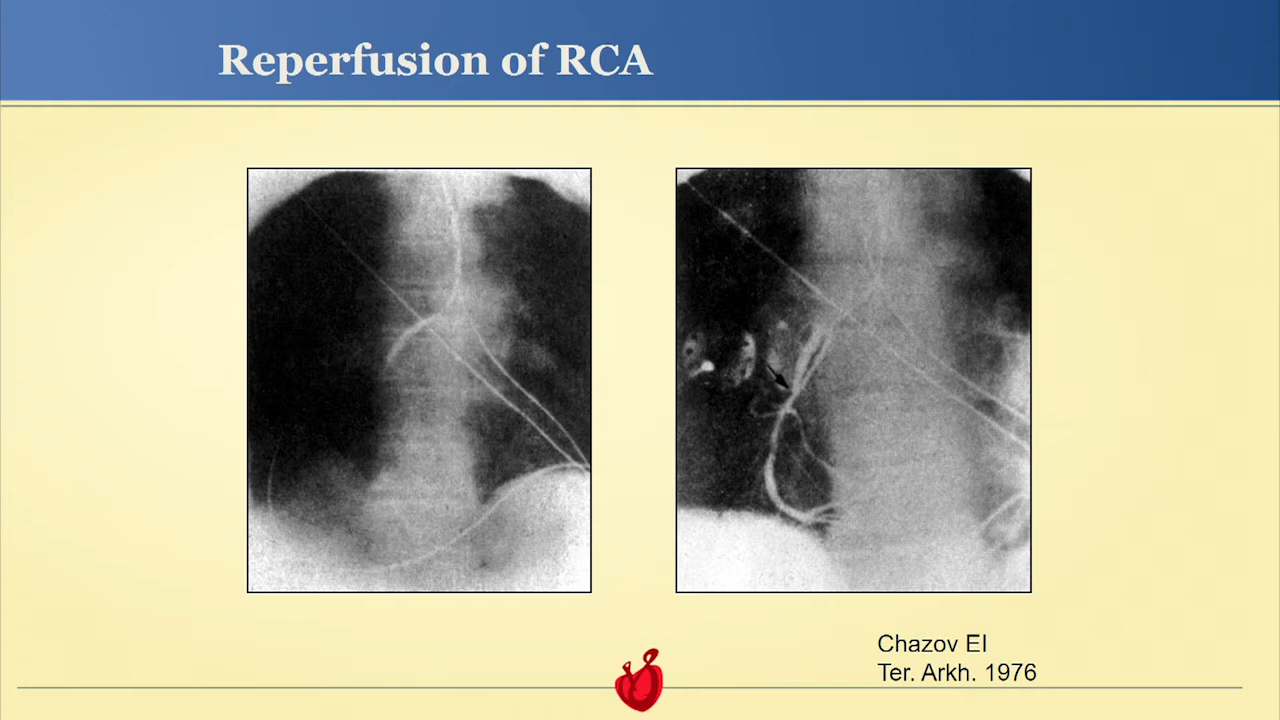 Reperfusion of RCA
Chazov EI
Ter. Arkh. 1976